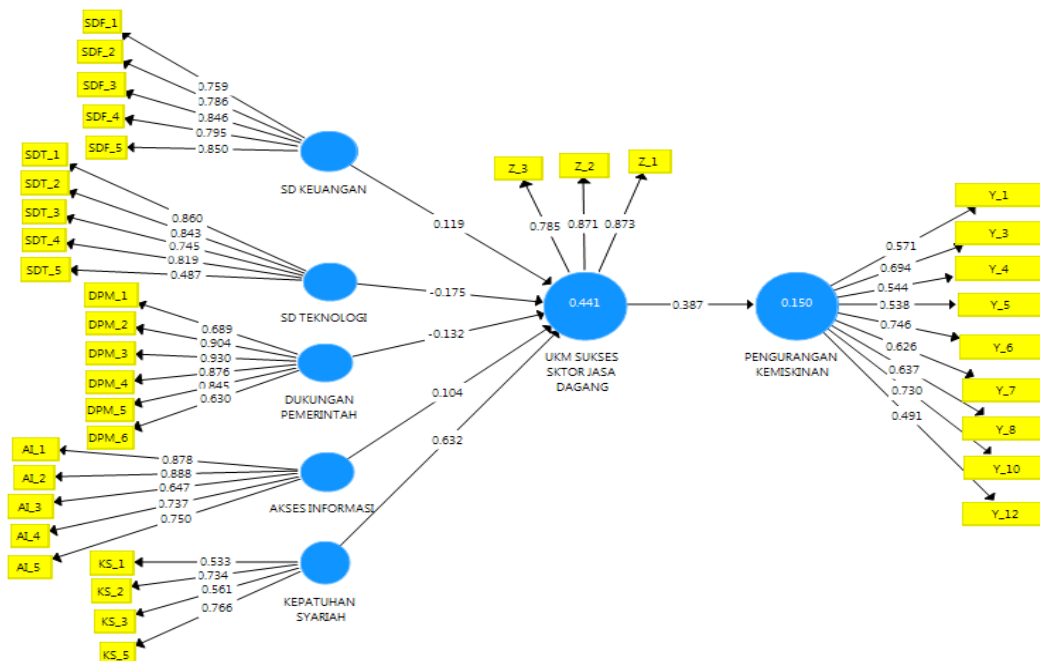 SDF_1
SDF_2
SDF_3
SDF_4
SDF_5
0.759
0.786
0.846
0.795
0.850
SD KEUANGAN
0.119
SDT_1
SDT_2
SDT_3
SDT_4
SDT_5
0.860
0.843
0.745
0.819
0.487
SD TEKNOLOGI
-0.175
DPM_1
DPM_2
DPM_3
DPM_4
DPM_5
DPM_6
0.689
0.904
0.930
0.876
0.845
0.630
DUKUNGAN
PEMERINTAH
-0.132
AI_1
AI_2
AI_3
AI_4
AI_5
0.878
0.888
0.647
0.737
0.750
AKSES INFORMASI
0.104
KS_1
KS_2
KS_3
KS_5
0.533
0.734
0.561
0.766
KEPATUHAN
SYARIAH
0.632
Z_3
Z_2
Z_1
0.785
0.871
0.873
0.441
UKM SUKSES
SKTOR JASA
DAGANG
0.387
0.150
PENGURANGAN
KEMISKINAN
0.571
0.694
0.544
0.538
0.746
0.626
0.637
0.730
0.491
Y_1
Y_3
Y_4
Y_5
Y_6
Y_7
Y_8
Y_10
Y_12